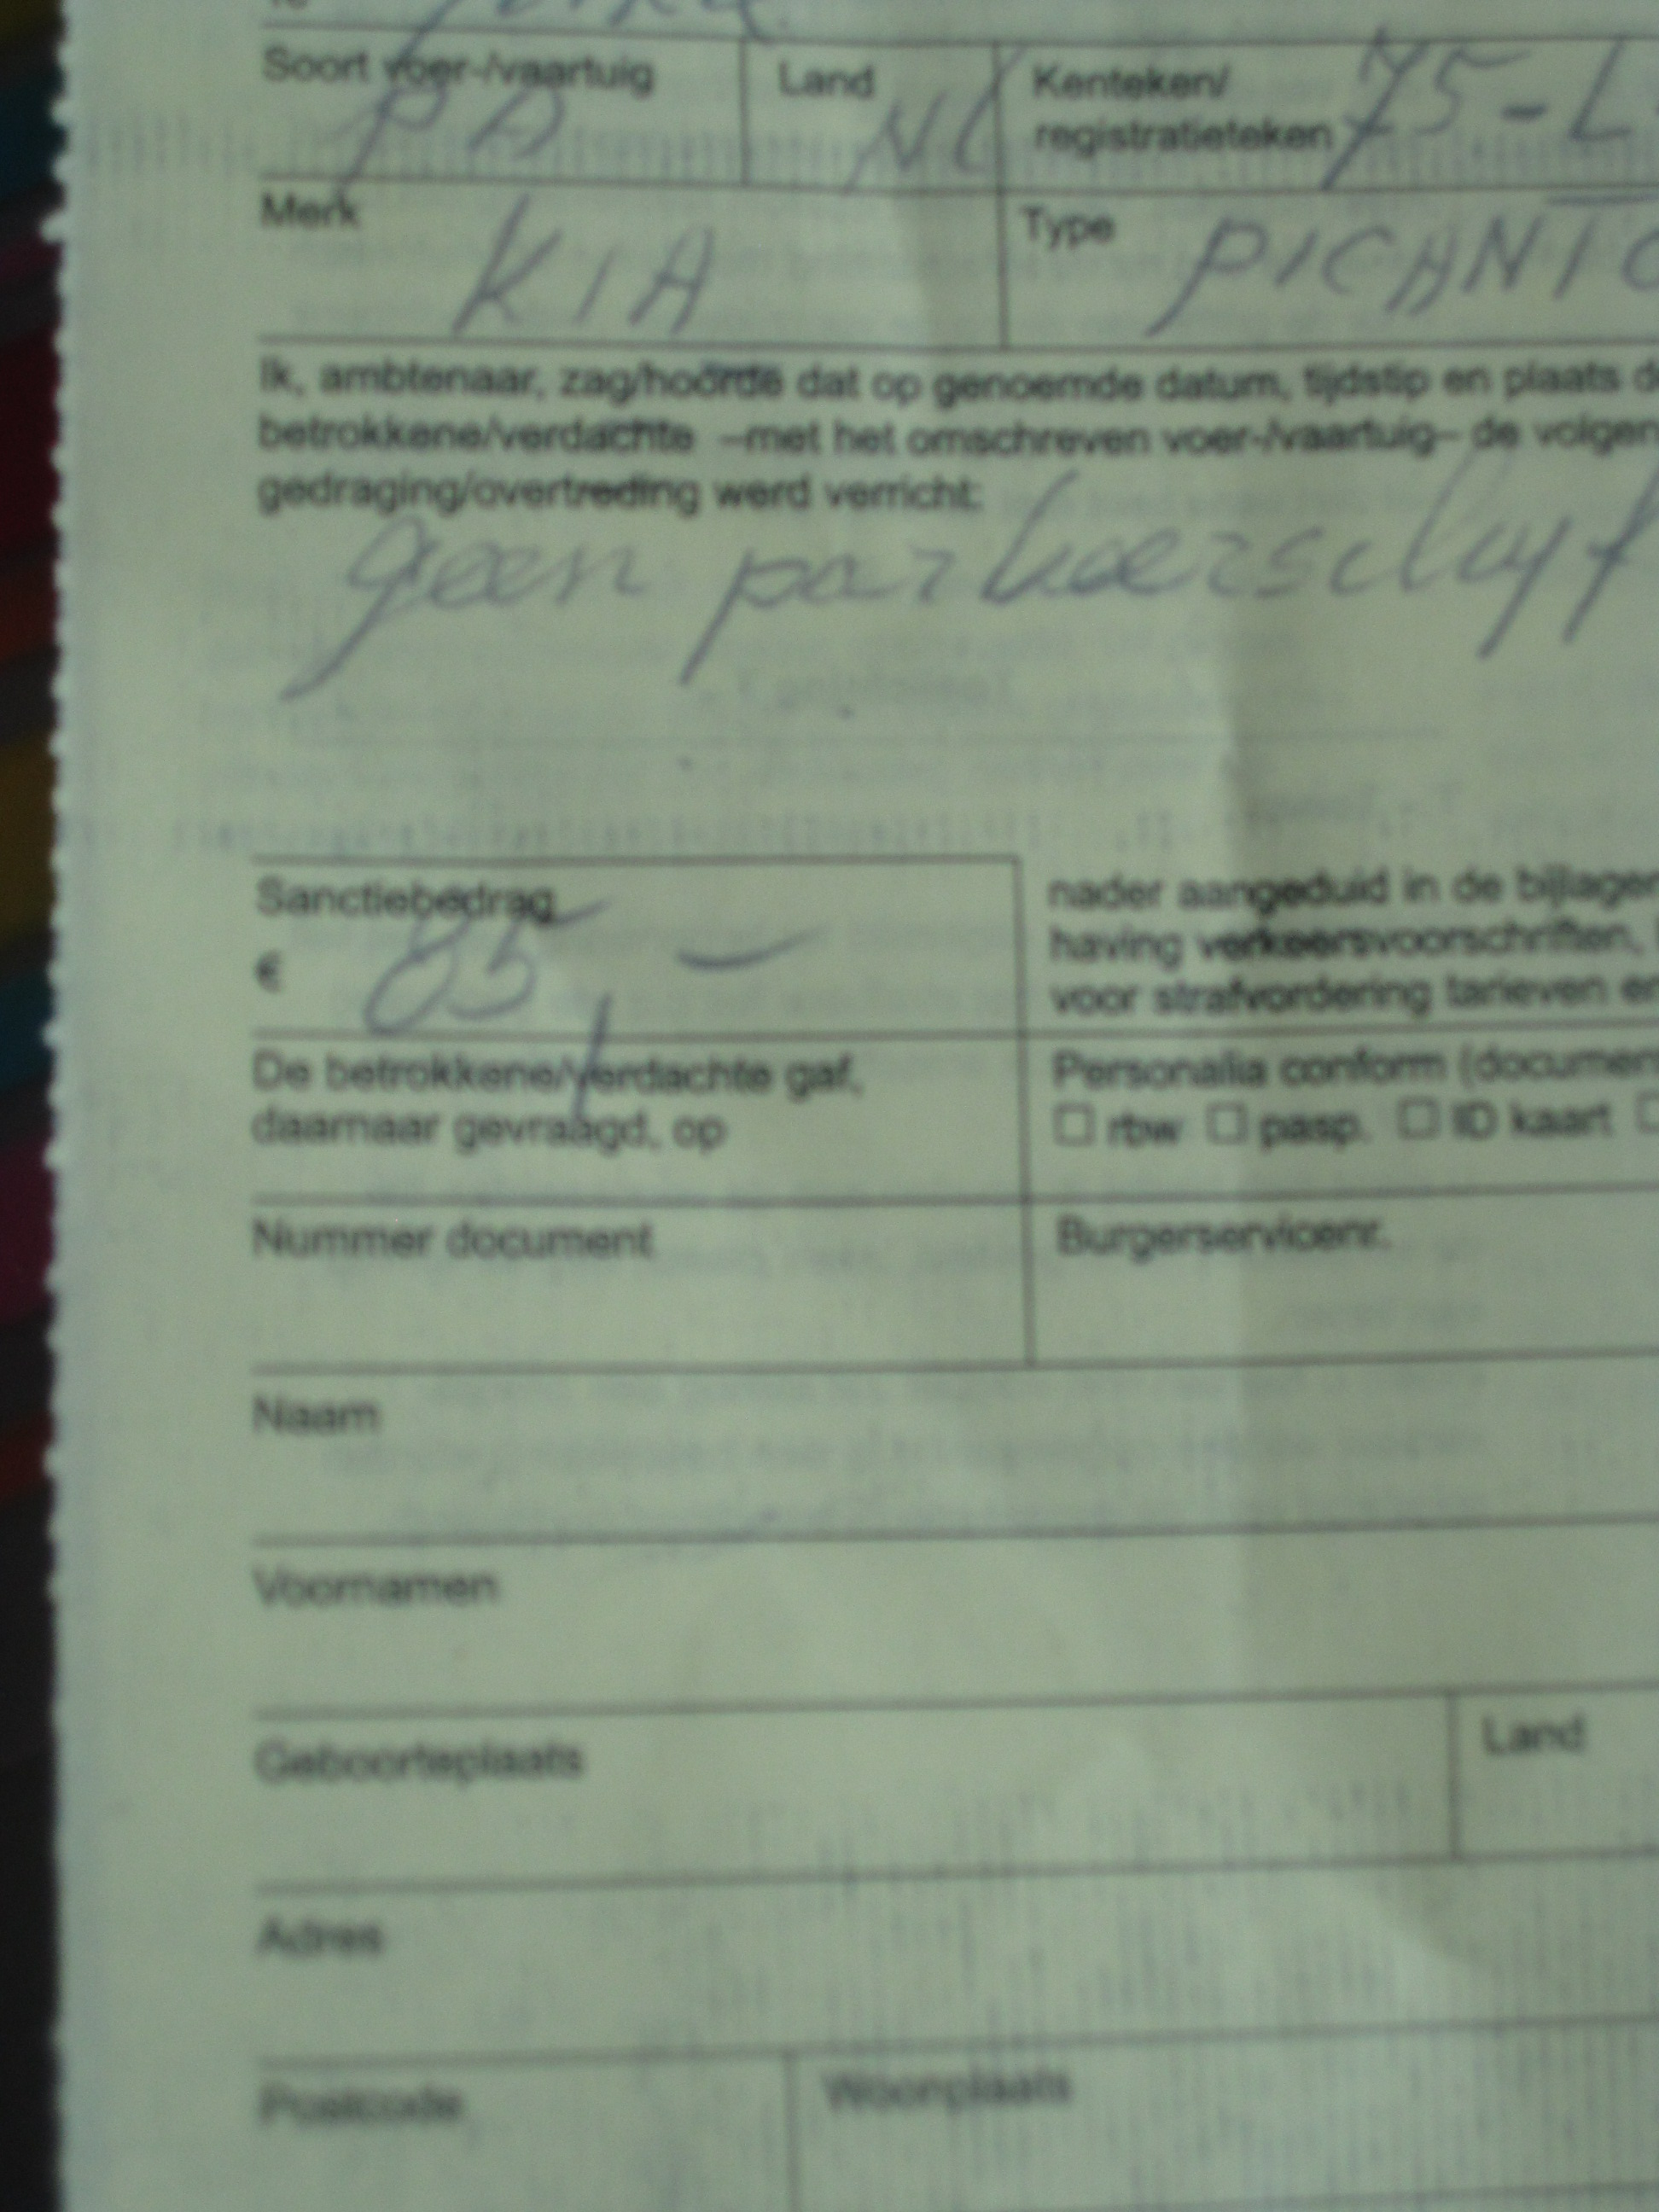 Soort voer-/vaartuig Land Kenteken/
PA NL 75-L
registratieteken
Merk KIA Type PICANTO
Ik, ambtenaar, zag/hoorde dat op genoemde datum, tijdstip en plaats d
betrokkene/verdachte –met het omschreven voer-/vaartuig– de volgen
gedraging/overtreding werd verricht:
geen parkeerschijf
Sanctiebedrag
€ 85,–
nader aangeduid in de bijlagen
having verkeersvoorschriften,
voor strafvordering tarieven en
De betrokkene/verdachte gaf,
daarnaar gevraagd, op
Personalia conform (documen
rbw pasp. ID kaart
Nummer document Burgerservicenr.
Naam
Voornamen
Geboorteplaats Land
Adres
Postcode Woonplaats